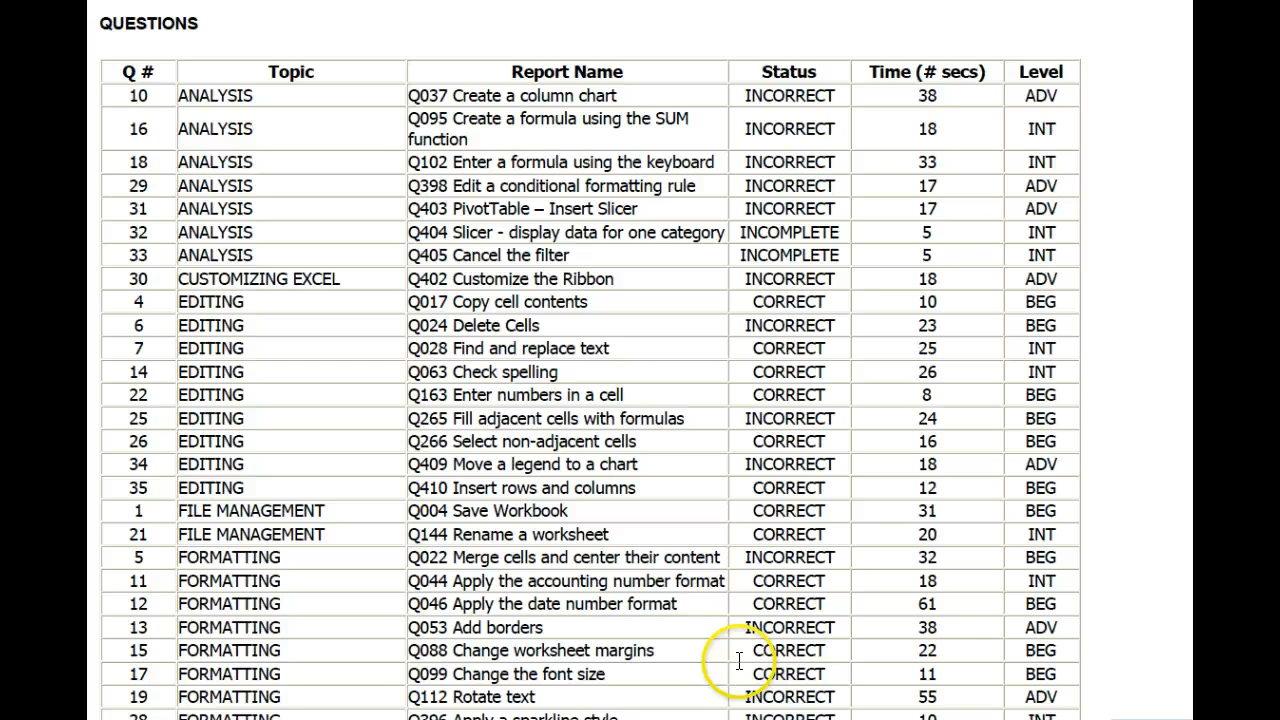 QUESTIONS
Q # Topic Report Name Status Time (# secs) Level
10 ANALYSIS Q037 Create a column chart INCORRECT 38 ADV
16 ANALYSIS Q095 Create a formula using the SUM function INCORRECT 18 INT
18 ANALYSIS Q102 Enter a formula using the keyboard INCORRECT 33 INT
29 ANALYSIS Q398 Edit a conditional formatting rule INCORRECT 17 ADV
31 ANALYSIS Q403 PivotTable – Insert Slicer INCORRECT 17 ADV
32 ANALYSIS Q404 Slicer - display data for one category INCOMPLETE 5 INT
33 ANALYSIS Q405 Cancel the filter INCOMPLETE 5 INT
30 CUSTOMIZING EXCEL Q402 Customize the Ribbon INCORRECT 18 ADV
4 EDITING Q017 Copy cell contents CORRECT 10 BEG
6 EDITING Q024 Delete Cells INCORRECT 23 BEG
7 EDITING Q028 Find and replace text CORRECT 25 INT
14 EDITING Q063 Check spelling CORRECT 26 INT
22 EDITING Q163 Enter numbers in a cell CORRECT 8 BEG
25 EDITING Q265 Fill adjacent cells with formulas INCORRECT 24 BEG
26 EDITING Q266 Select non-adjacent cells CORRECT 16 BEG
34 EDITING Q409 Move a legend to a chart INCORRECT 18 ADV
35 EDITING Q410 Insert rows and columns CORRECT 12 BEG
1 FILE MANAGEMENT Q004 Save Workbook CORRECT 31 BEG
21 FILE MANAGEMENT Q144 Rename a worksheet CORRECT 20 INT
5 FORMATTING Q022 Merge cells and center their content INCORRECT 32 BEG
11 FORMATTING Q044 Apply the accounting number format CORRECT 18 INT
12 FORMATTING Q046 Apply the date number format CORRECT 61 BEG
13 FORMATTING Q053 Add borders INCORRECT 38 ADV
15 FORMATTING Q088 Change worksheet margins CORRECT 22 BEG
17 FORMATTING Q099 Change the font size CORRECT 11 BEG
19 FORMATTING Q112 Rotate text INCORRECT 55 ADV
28 FORMATTING Q396 Apply a sparkline style INCORRECT 10 INT